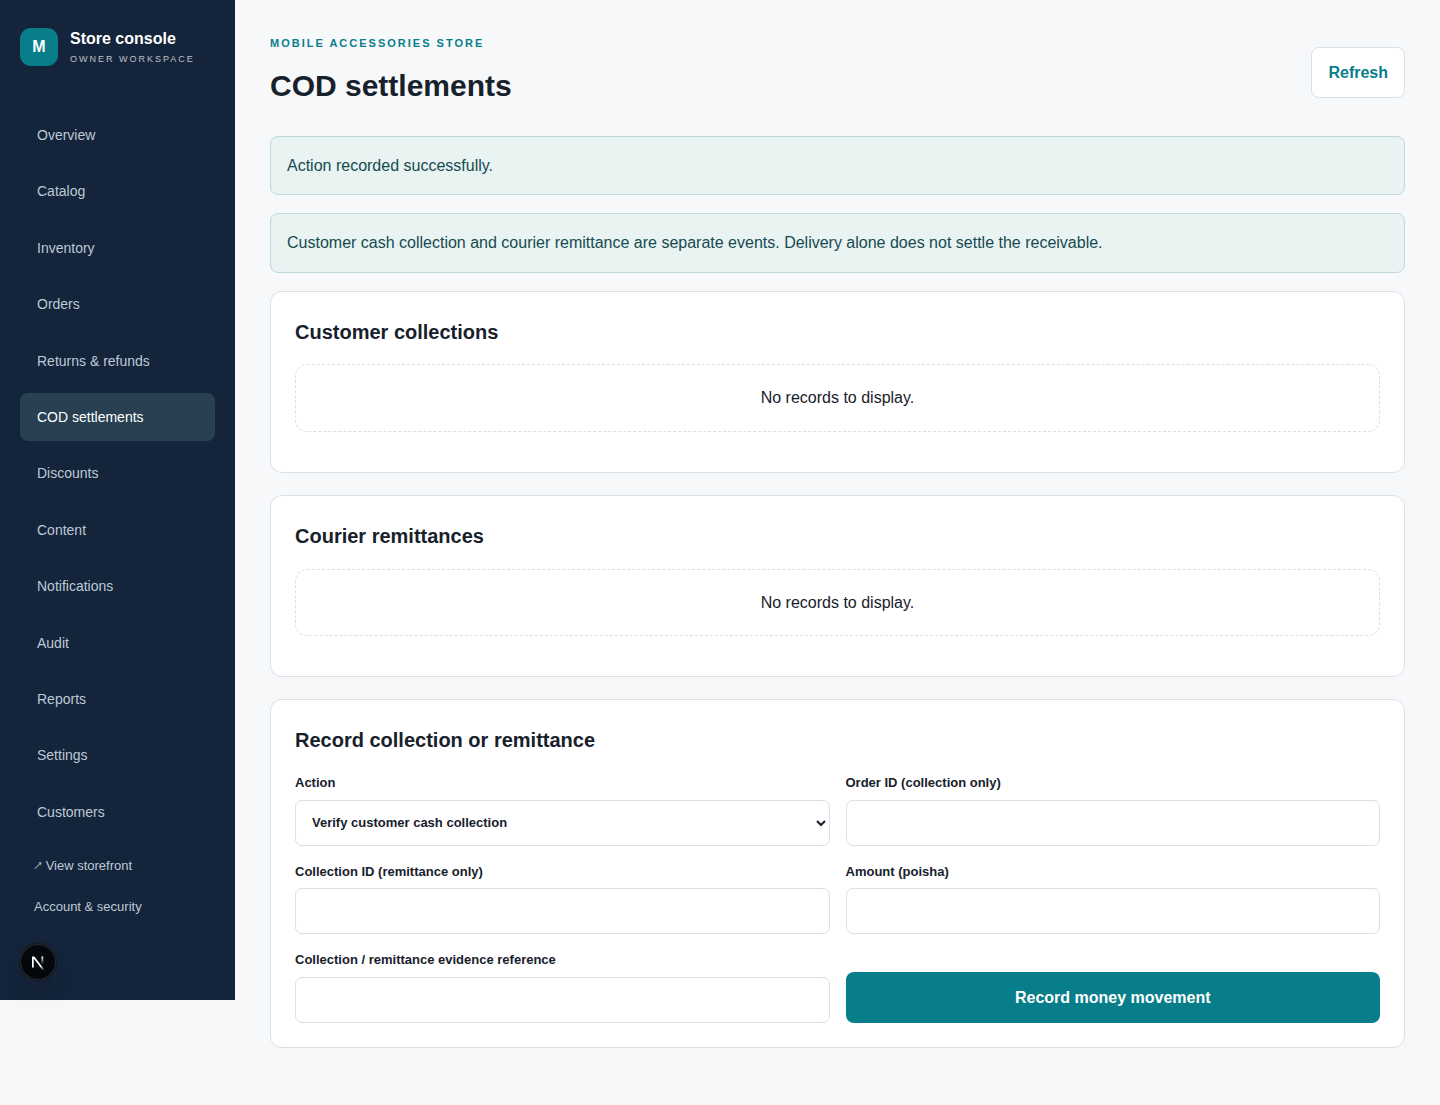 M
Store console
OWNER WORKSPACE
Overview
Catalog
Inventory
Orders
Returns & refunds
COD settlements
Discounts
Content
Notifications
Audit
Reports
Settings
Customers
↗ View storefront
Account & security
N
MOBILE ACCESSORIES STORE
COD settlements
Refresh
Action recorded successfully.
Customer cash collection and courier remittance are separate events. Delivery alone does not settle the receivable.
Customer collections
No records to display.
Courier remittances
No records to display.
Record collection or remittance
Action
Verify customer cash collection
Order ID (collection only)
Collection ID (remittance only)
Amount (poisha)
Collection / remittance evidence reference
Record money movement